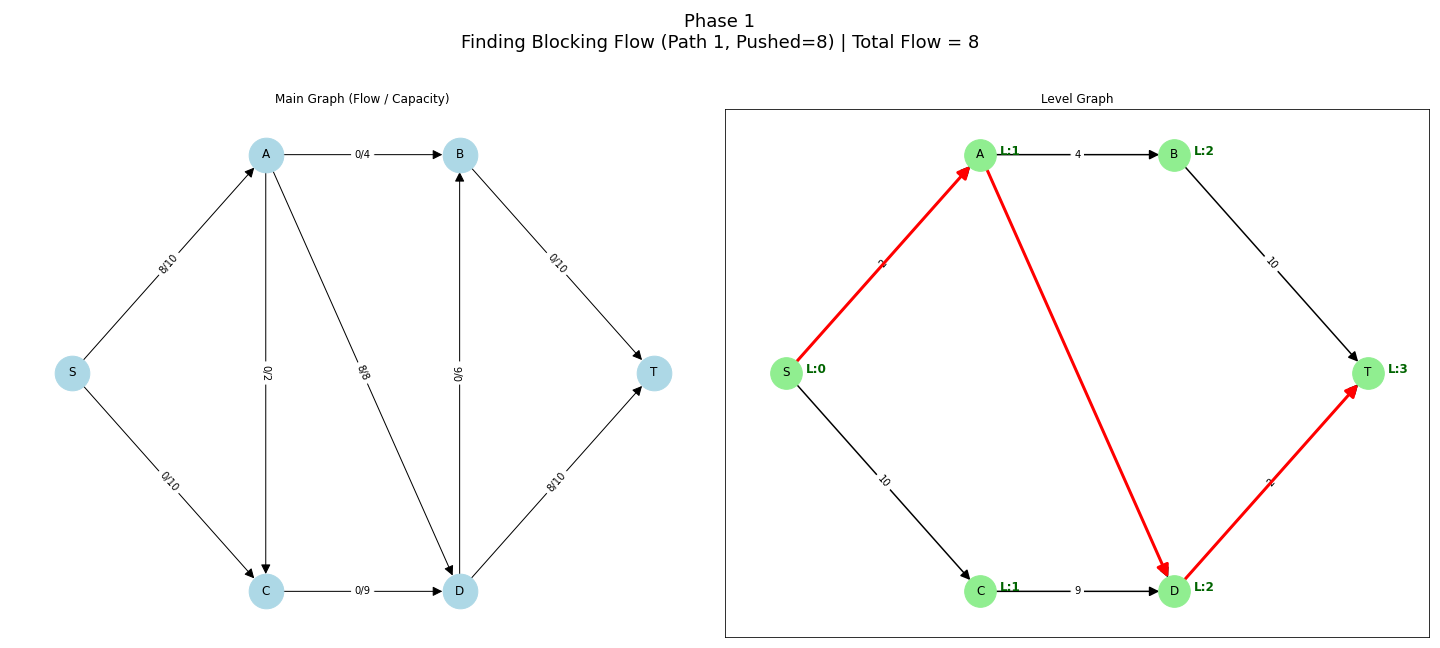 Phase 1
Finding Blocking Flow (Path 1, Pushed=8) | Total Flow = 8
Main Graph (Flow / Capacity)
A
0/4
B
8/10
0/10
S
0/2
8/8
0/6
T
0/10
8/10
C
0/9
D
Level Graph
A
L:1
4
B
L:2
2
10
S
L:0
T
L:3
10
2
C
L:1
9
D
L:2